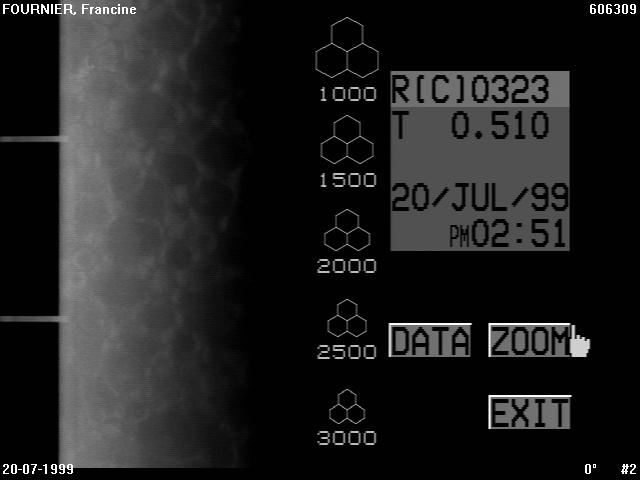 FOURNIER, Francine
606309
1000
1500
2000
2500
3000
R[C]0323
T 0.510
20/JUL/99
PM02:51
DATA
ZOOM
EXIT
20-07-1999
0°
#2